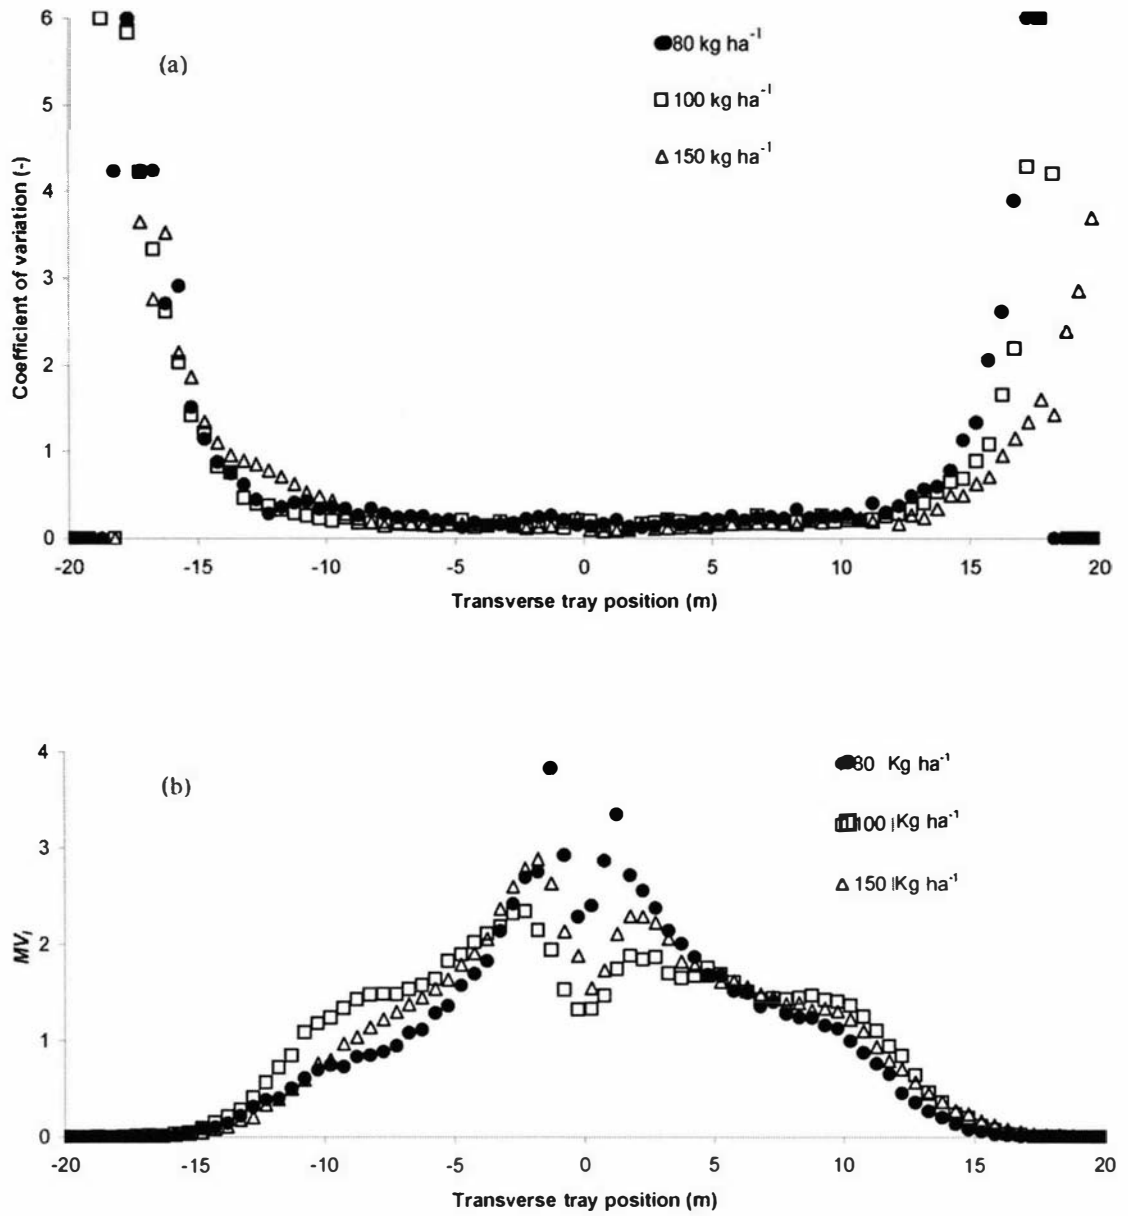 6
5
4
3
2
1
0
Coefficient of variation (-)
(a)
80 kg ha-1
100 kg ha-1
150 kg ha-1
-20 -15 -10 -5 0 5 10 15 20
Transverse tray position (m)
4
3
2
1
0
MVi
(b)
80 Kg ha-1
100 Kg ha-1
150 Kg ha-1
-20 -15 -10 -5 0 5 10 15 20
Transverse tray position (m)